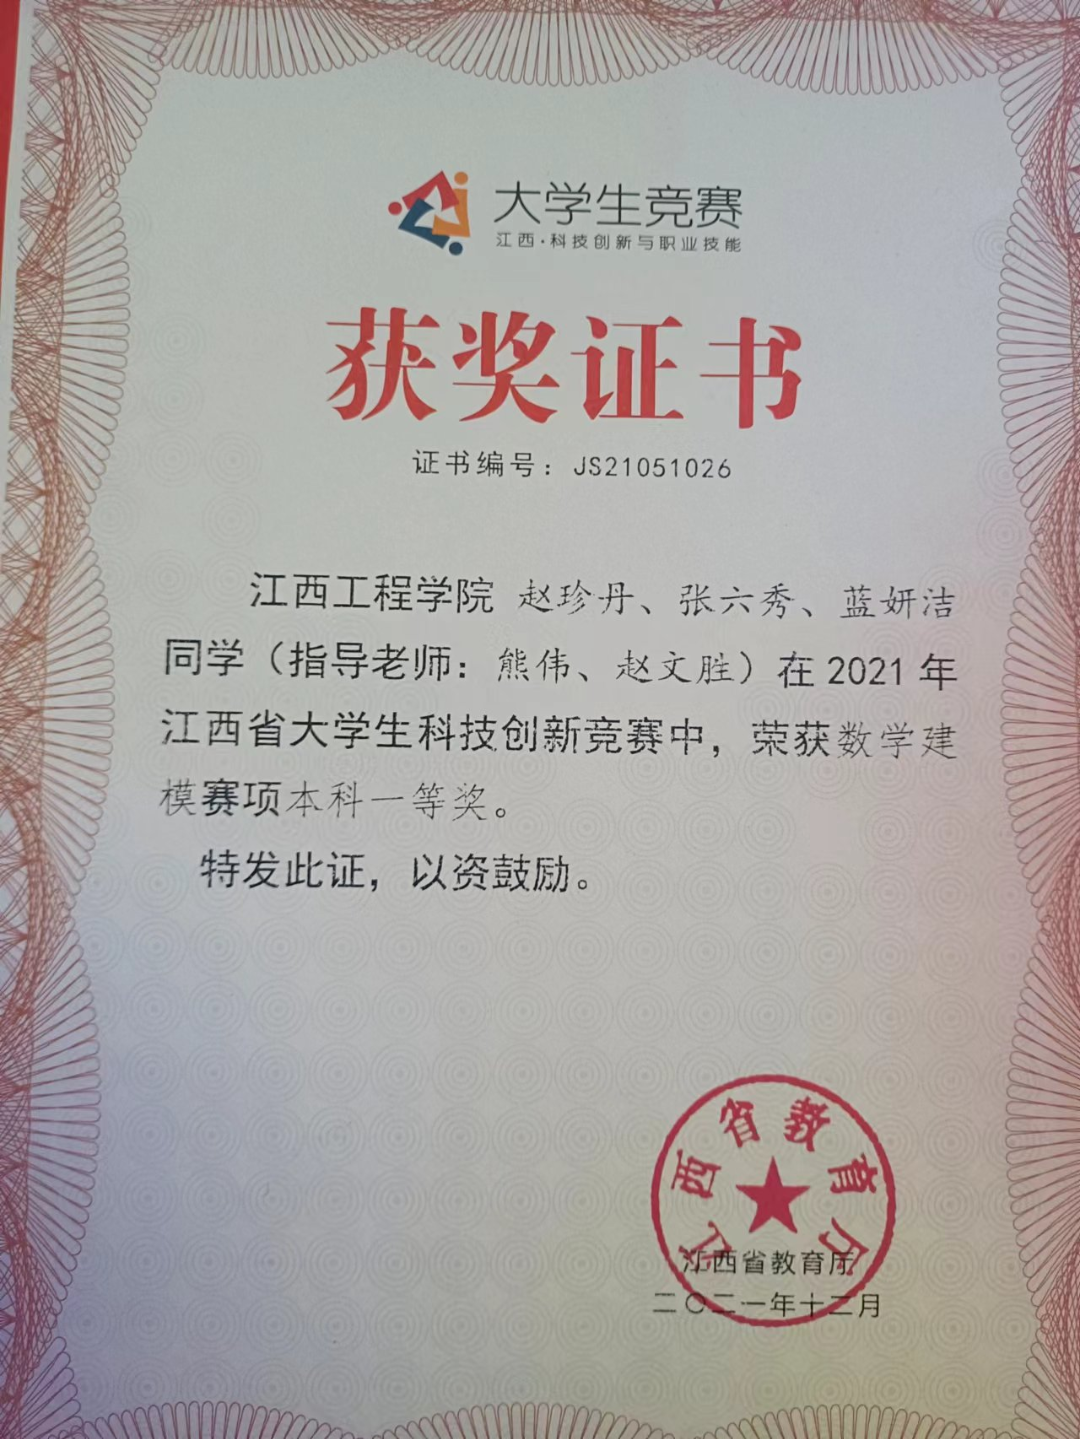 大学生竞赛
江西·科技创新与职业技能
获奖证书
证书编号：JS21051026
江西工程学院 赵珍丹、张六秀、蓝妍洁
同学（指导老师：熊伟、赵文胜）在 2021 年
江西省大学生科技创新竞赛中，荣获数学建
模赛项本科一等奖。
特发此证，以资鼓励。
江西省教育厅
江西省教育厅
二〇二一年十二月